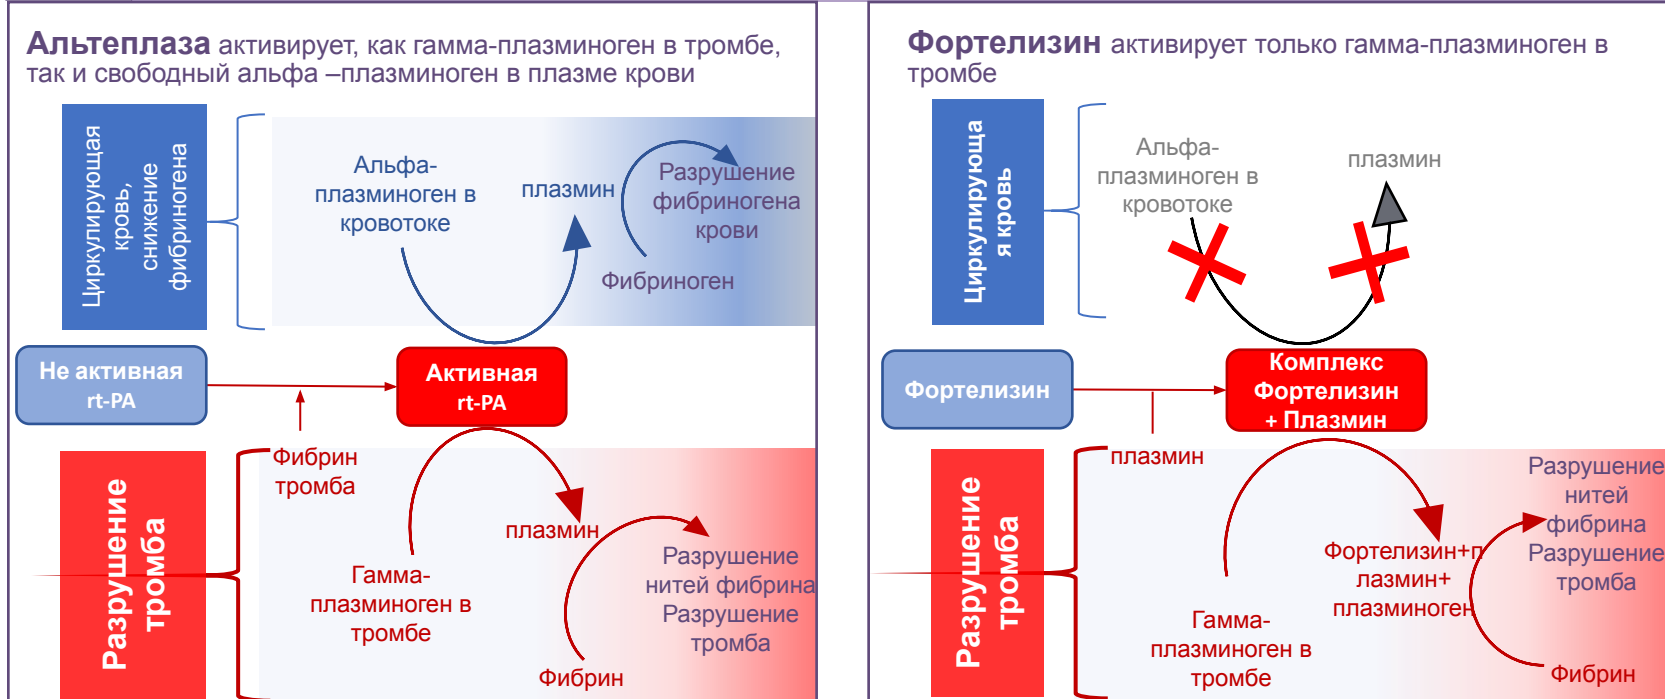 Альтеплаза активирует, как гамма-плазминоген в тромбе,
так и свободный альфа –плазминоген в плазме крови
Циркулирующая
кровь,
снижение
фибриногена
Альфа-
плазминоген в
кровотоке
плазмин
Разрушение
фибриногена
крови
Фибриноген
Не активная
rt-PA
Активная
rt-PA
Фибрин
тромба
Разрушение
тромба
плазмин
Гамма-
плазминоген в
тромбе
Разрушение
нитей фибрина
Разрушение
тромба
Фибрин
Фортелизин активирует только гамма-плазминоген в
тромбе
Циркулирующа
я кровь
Альфа-
плазминоген в
кровотоке
плазмин
Фортелизин
Комплекс
Фортелизин
+ Плазмин
плазмин
Разрушение
тромба
Гамма-
плазминоген в
тромбе
Фортелизин+п
лазмин+
плазминоген
Разрушение
нитей
фибрина
Разрушение
тромба
Фибрин